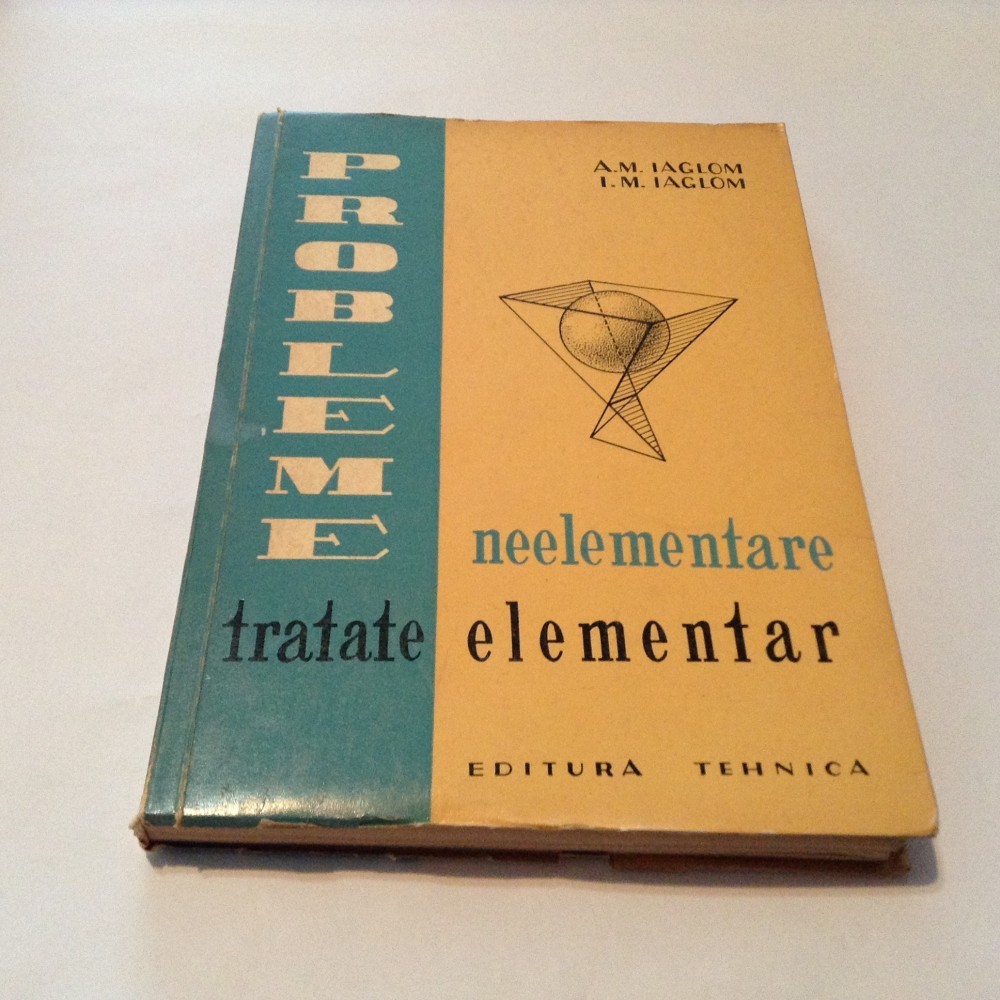 A.M. IAGLOM
I.M. IAGLOM
PROBLEME
neelementare
tratate elementar
EDITURA TEHNICA